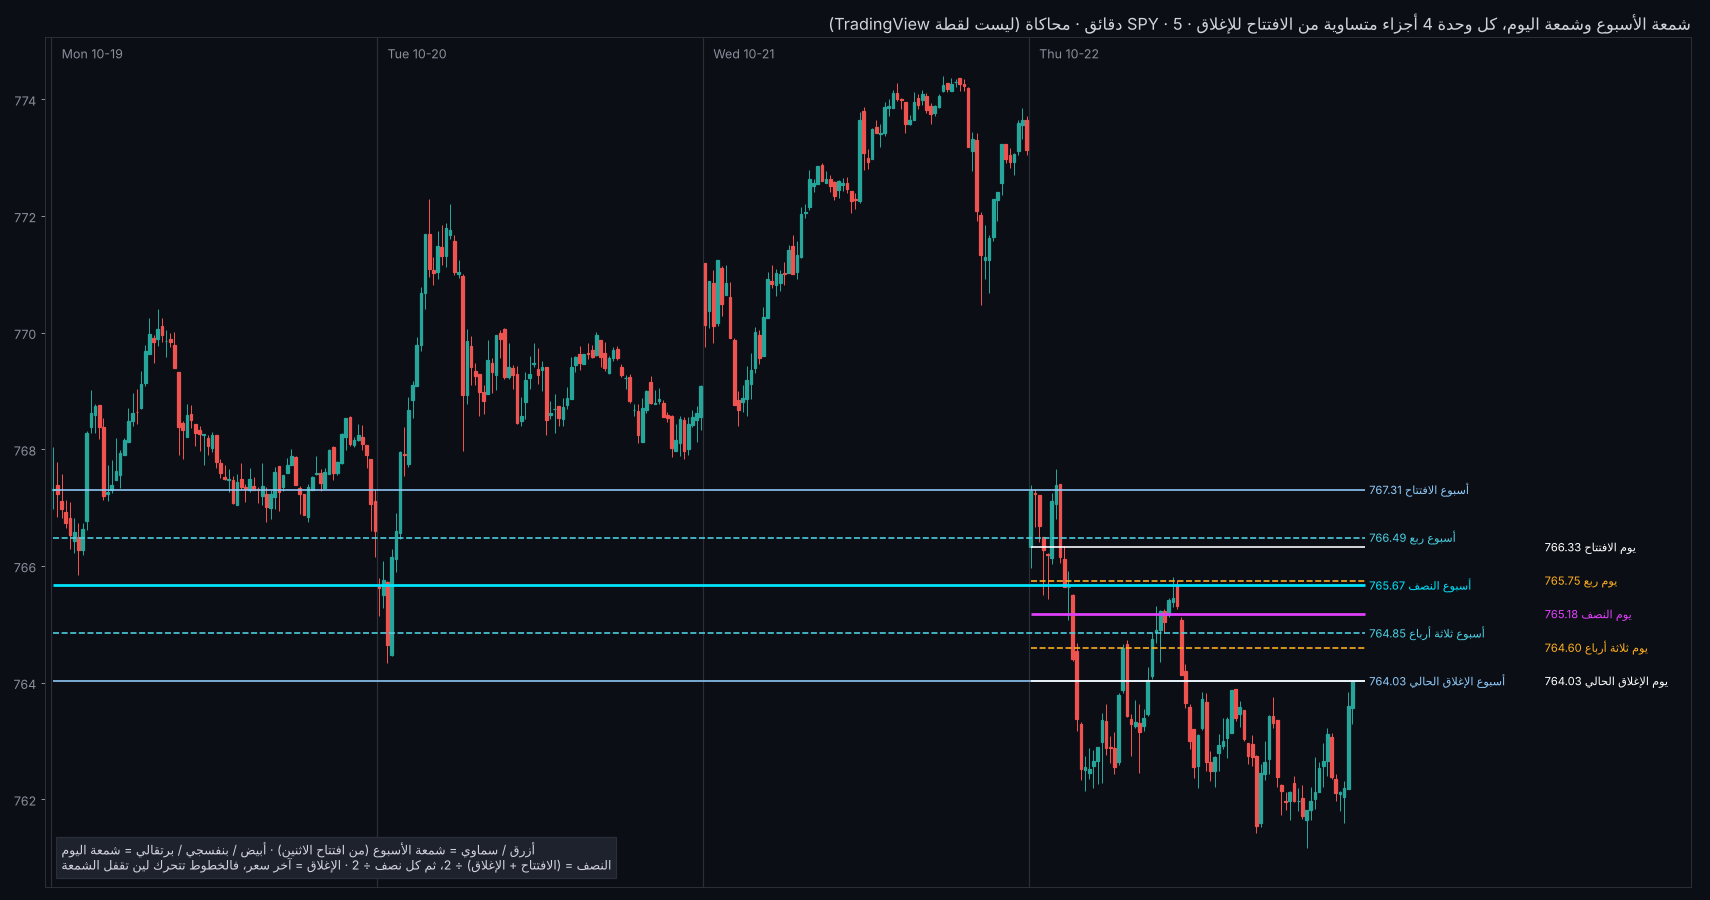 شمعة الأسبوع وشمعة اليوم، كل وحدة 4 أجزاء متساوية من الافتتاح للإغلاق · SPY · 5 دقائق · محاكاة (ليست لقطة TradingView)
Mon 10-19
Tue 10-20
Wed 10-21
Thu 10-22
774
772
770
768
766
764
762
أسبوع الافتتاح 767.31
أسبوع ربع 766.49
يوم الافتتاح 766.33
يوم ربع 765.75
أسبوع النصف 765.67
يوم النصف 765.18
أسبوع ثلاثة أرباع 764.85
يوم ثلاثة أرباع 764.60
أسبوع الإغلاق الحالي 764.03
يوم الإغلاق الحالي 764.03
أزرق / سماوي = شمعة الأسبوع (من افتتاح الاثنين) · أبيض / بنفسجي / برتقالي = شمعة اليوم
النصف = (الافتتاح + الإغلاق) ÷ 2، ثم كل نصف ÷ 2 · الإغلاق = آخر سعر، فالخطوط تتحرك لين تقفل الشمعة